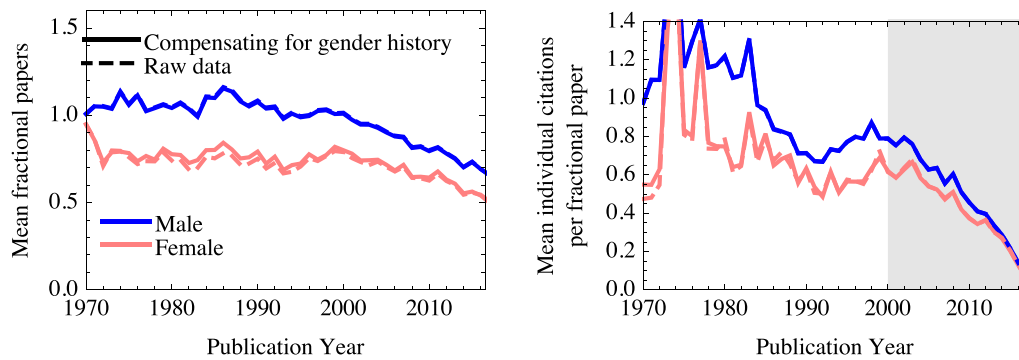 Mean fractional papers
1.5
1.0
0.5
0.0
Compensating for gender history
Raw data
Male
Female
1970 1980 1990 2000 2010
Publication Year
Mean individual citations
per fractional paper
1.4
1.2
1.0
0.8
0.6
0.4
0.2
0.0
1970 1980 1990 2000 2010
Publication Year